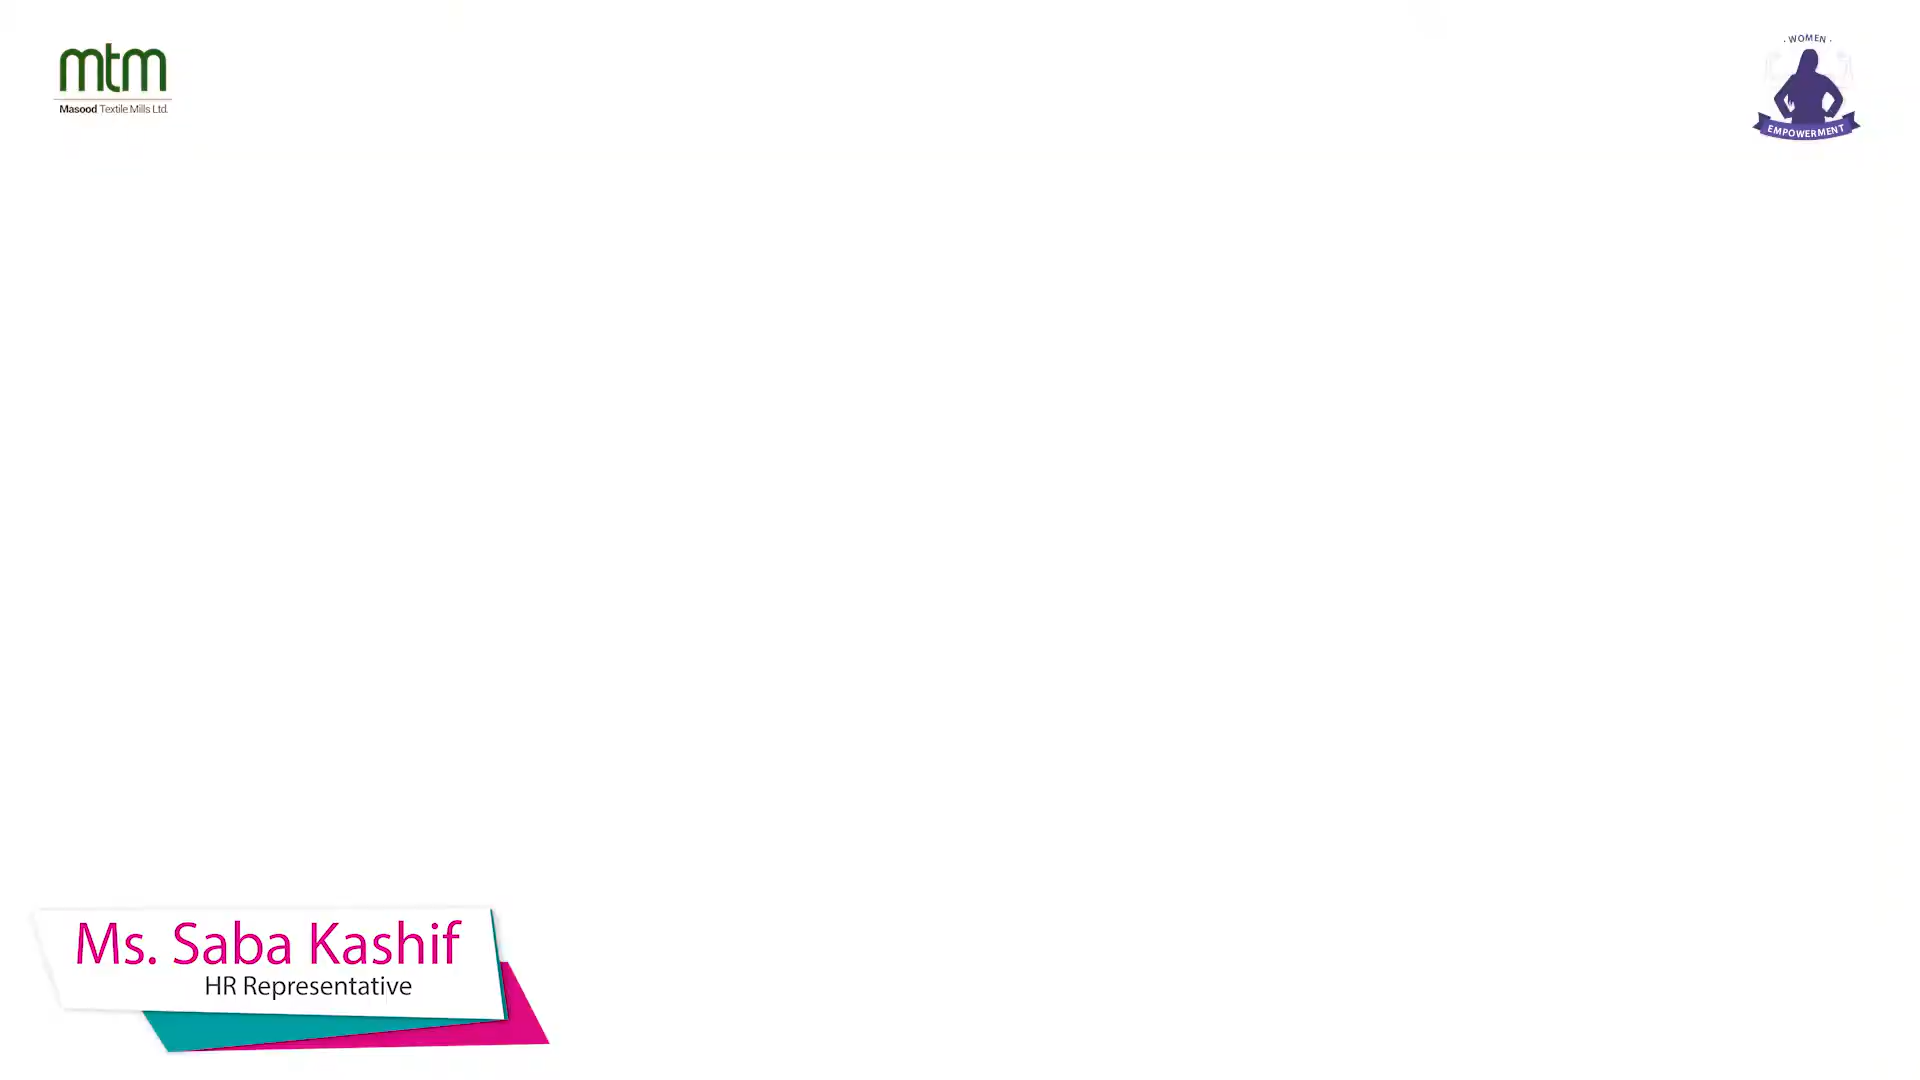 mtm
Masood Textile Mills Ltd.
· WOMEN ·
EMPOWERMENT
Ms. Saba Kashif
HR Representative